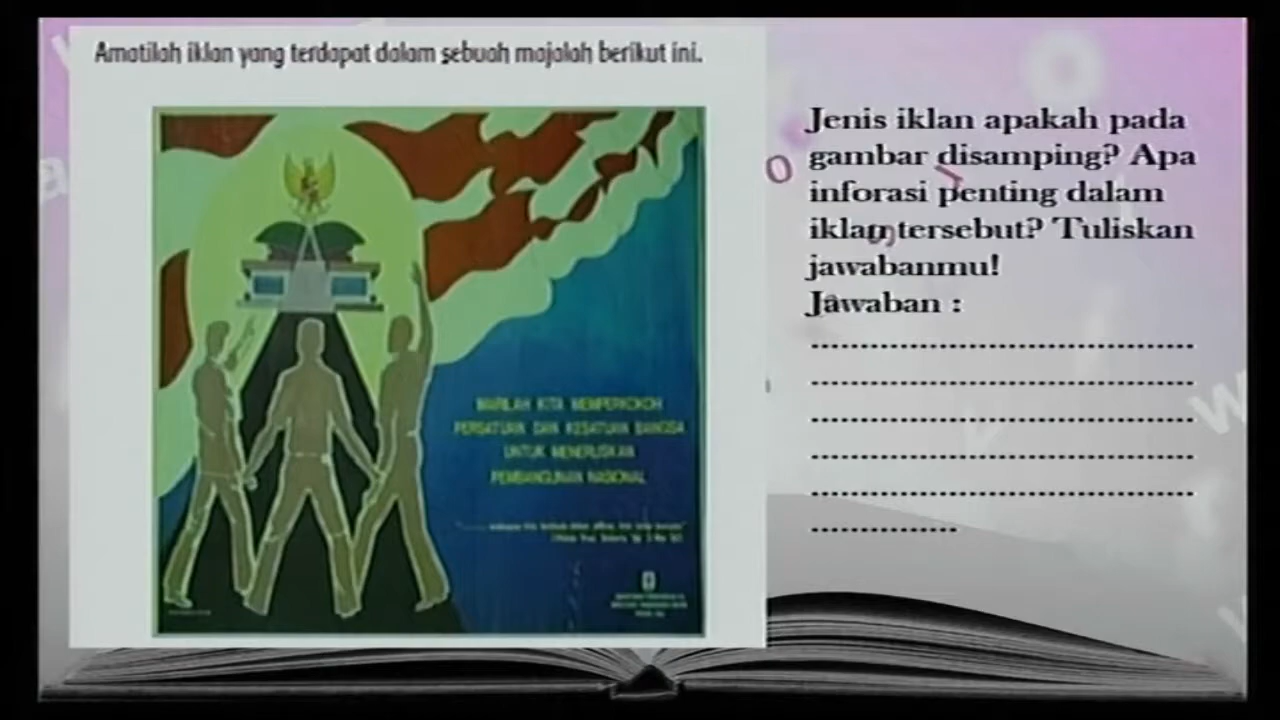 Amatilah iklan yang terdapat dalam sebuah majalah berikut ini.
MARILAH KITA MEMPERKOKOH
PERSATUAN DAN KESATUAN BANGSA
UNTUK MENERUSKAN
PEMBANGUNAN NASIONAL
Jenis iklan apakah pada
gambar disamping? Apa
inforasi penting dalam
iklan tersebut? Tuliskan
jawabanmu!
Jawaban :